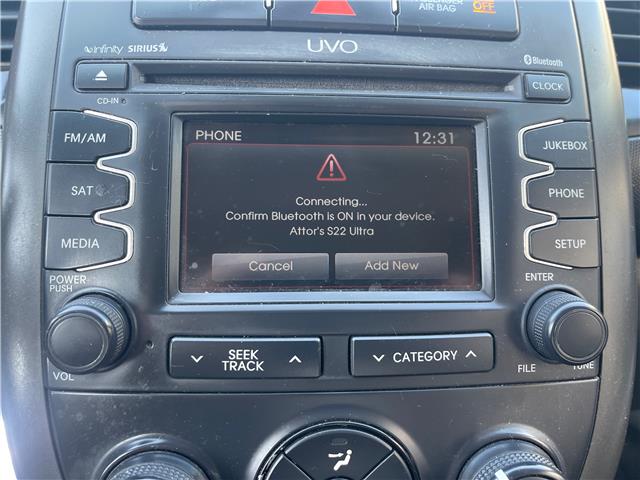 PASSENGER
AIR BAG OFF
infinity SIRIUS
UVO
Bluetooth
CD-IN
CLOCK
FM/AM
PHONE 12:31
JUKEBOX
Connecting...
Confirm Bluetooth is ON in your device.
Attor's S22 Ultra
SAT
PHONE
MEDIA
SETUP
Cancel Add New
POWER
PUSH
ENTER
SEEK
TRACK
CATEGORY
VOL
FILE
TUNE